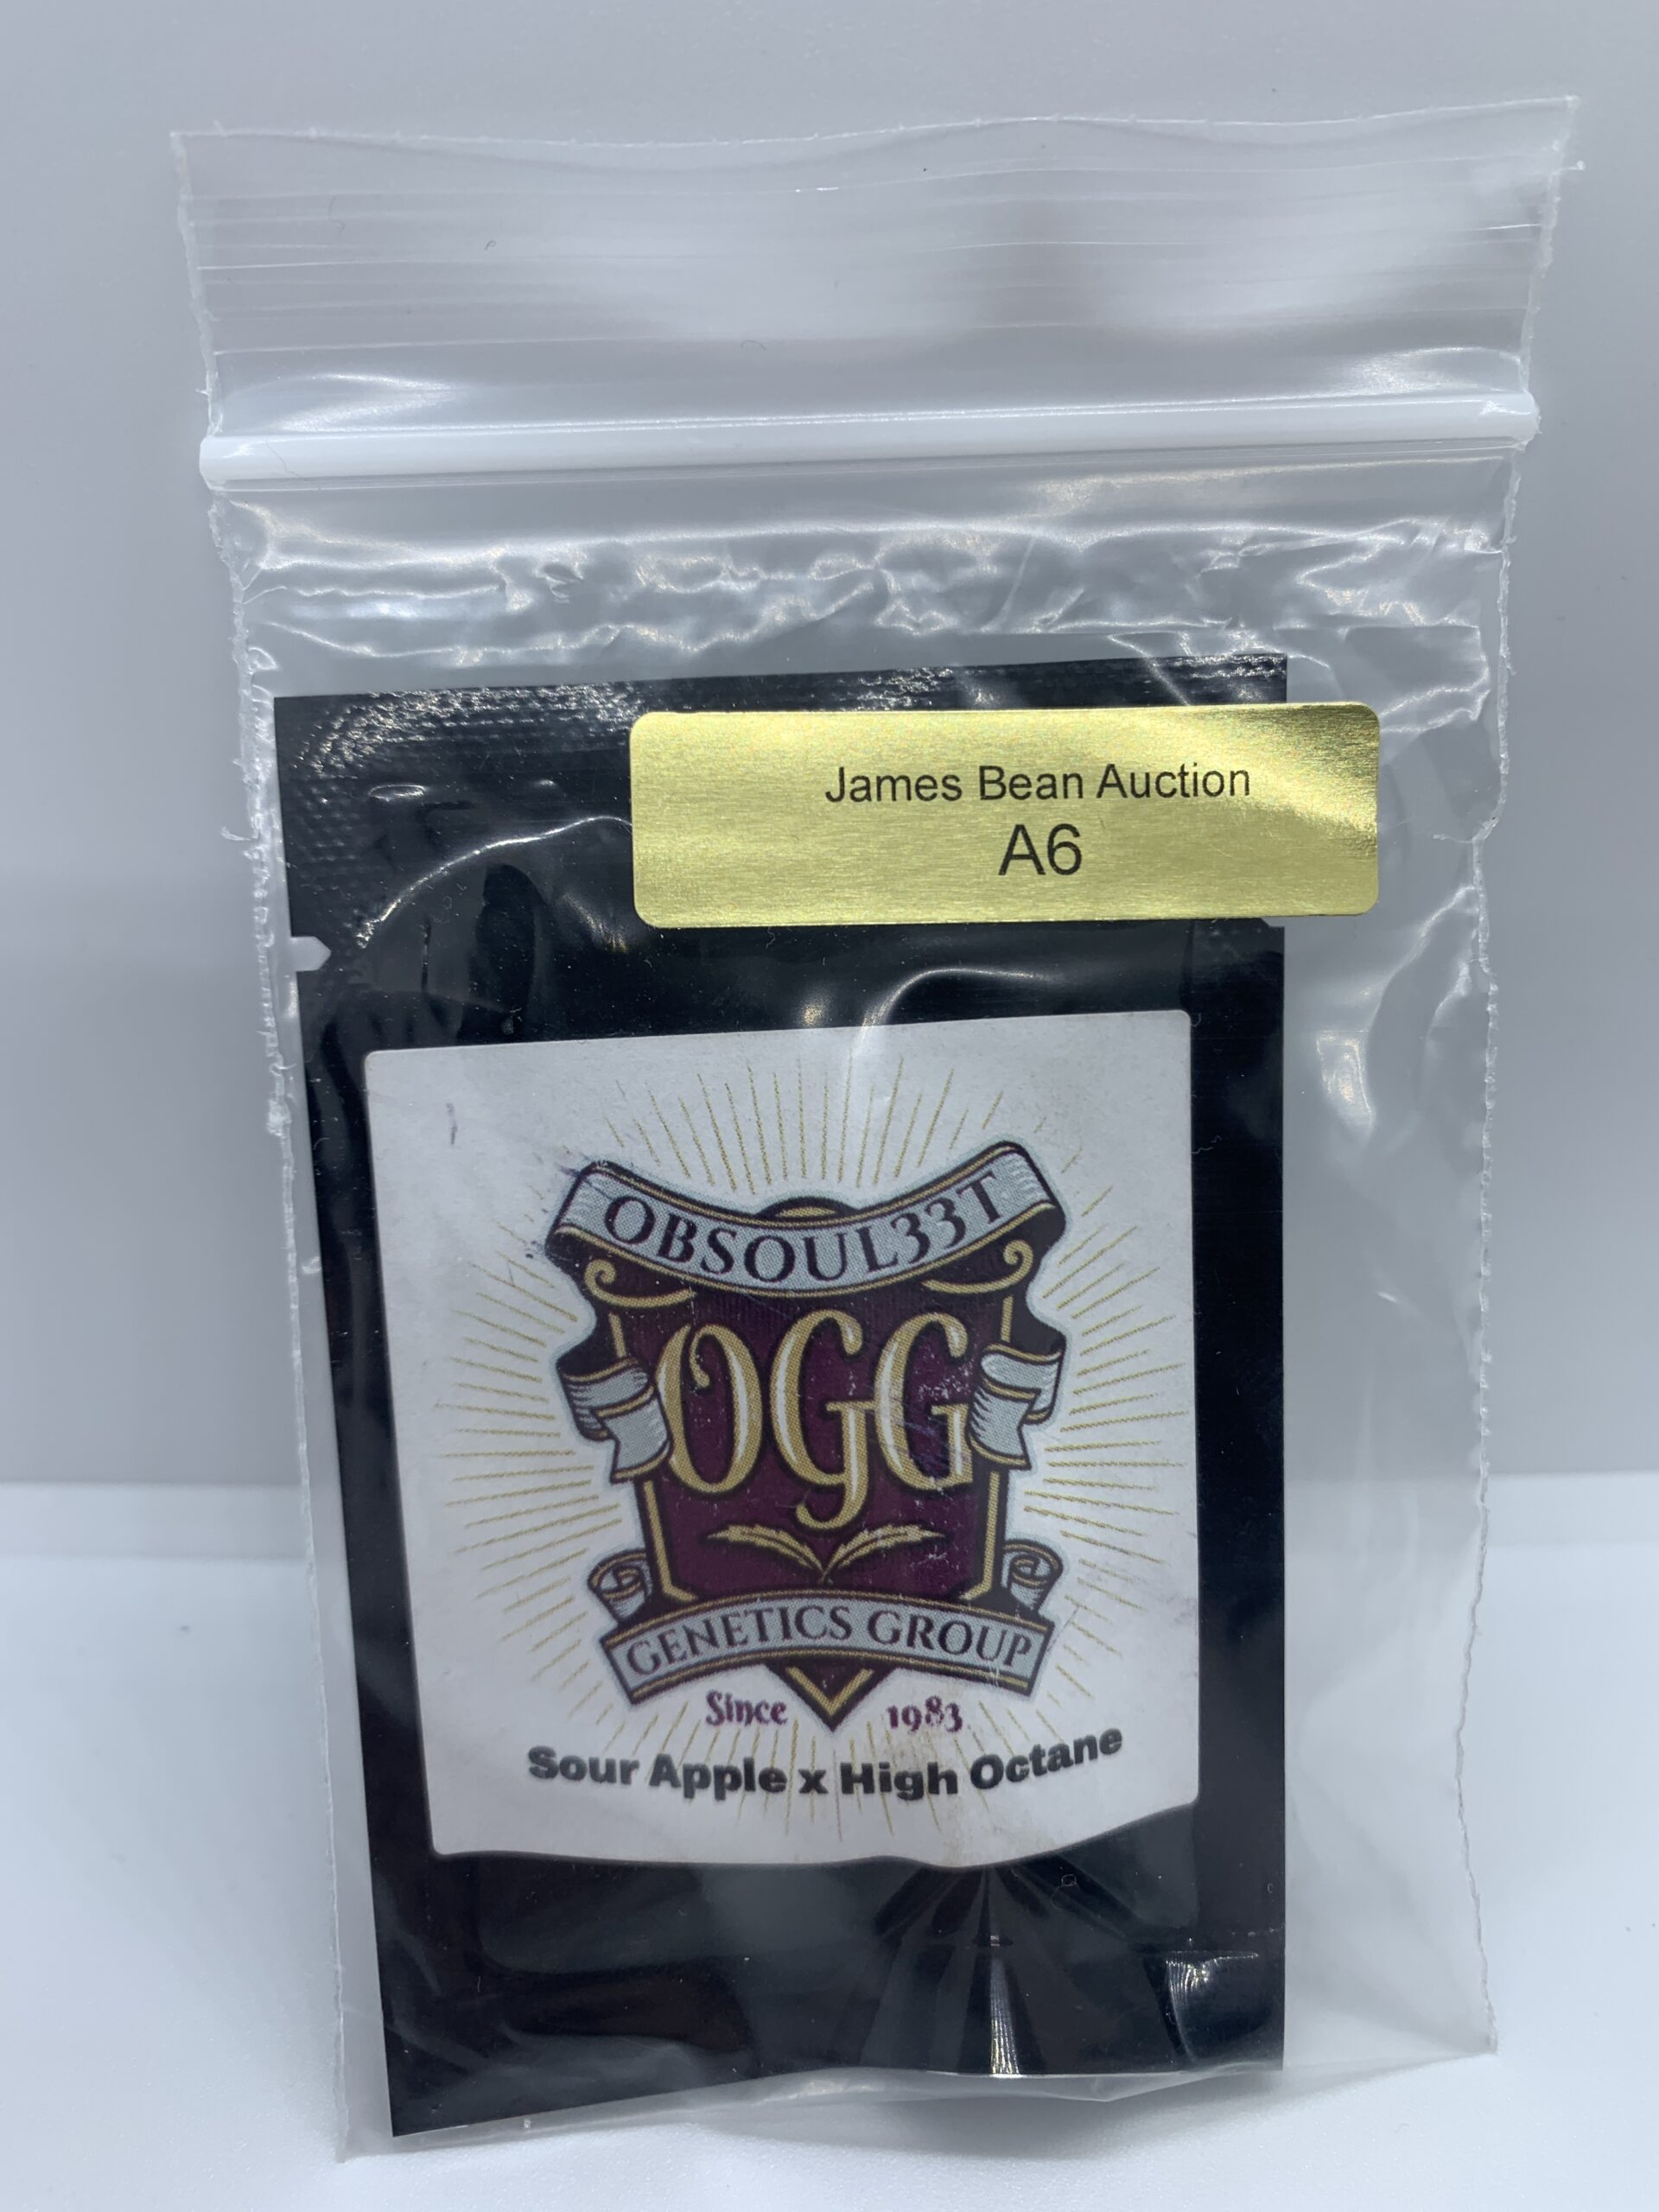 James Bean Auction
A6
OBSOUL33T
OGG
GENETICS GROUP
Since 1983
Sour Apple x High Octane